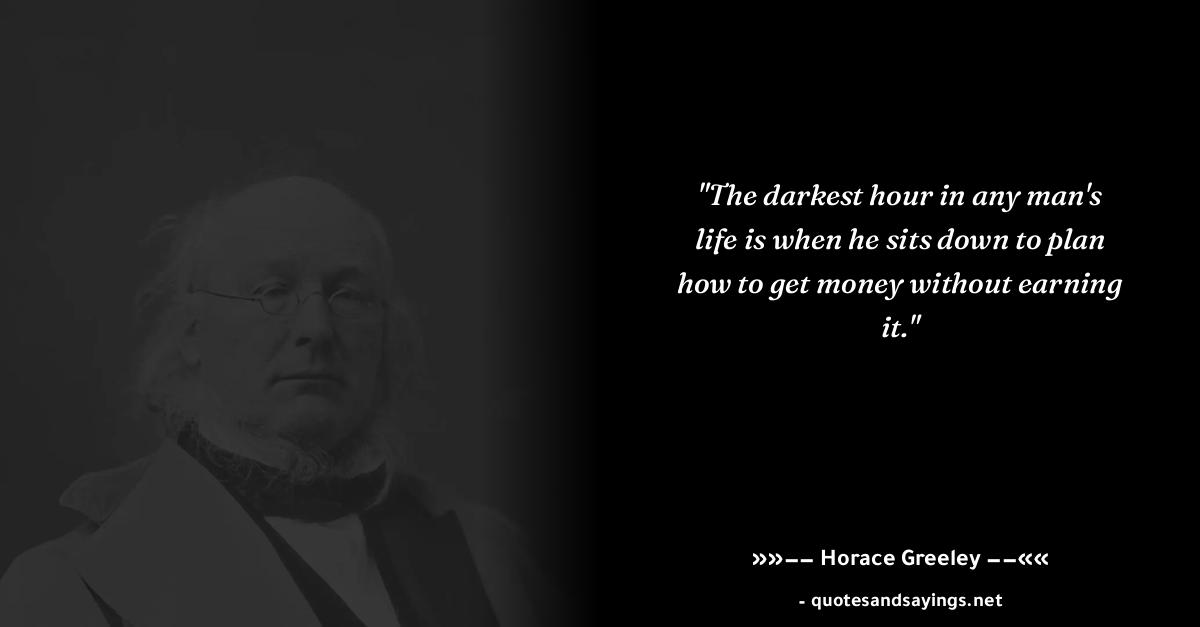 "The darkest hour in any man's
life is when he sits down to plan
how to get money without earning
it."
»»−− Horace Greeley −−««
- quotesandsayings.net